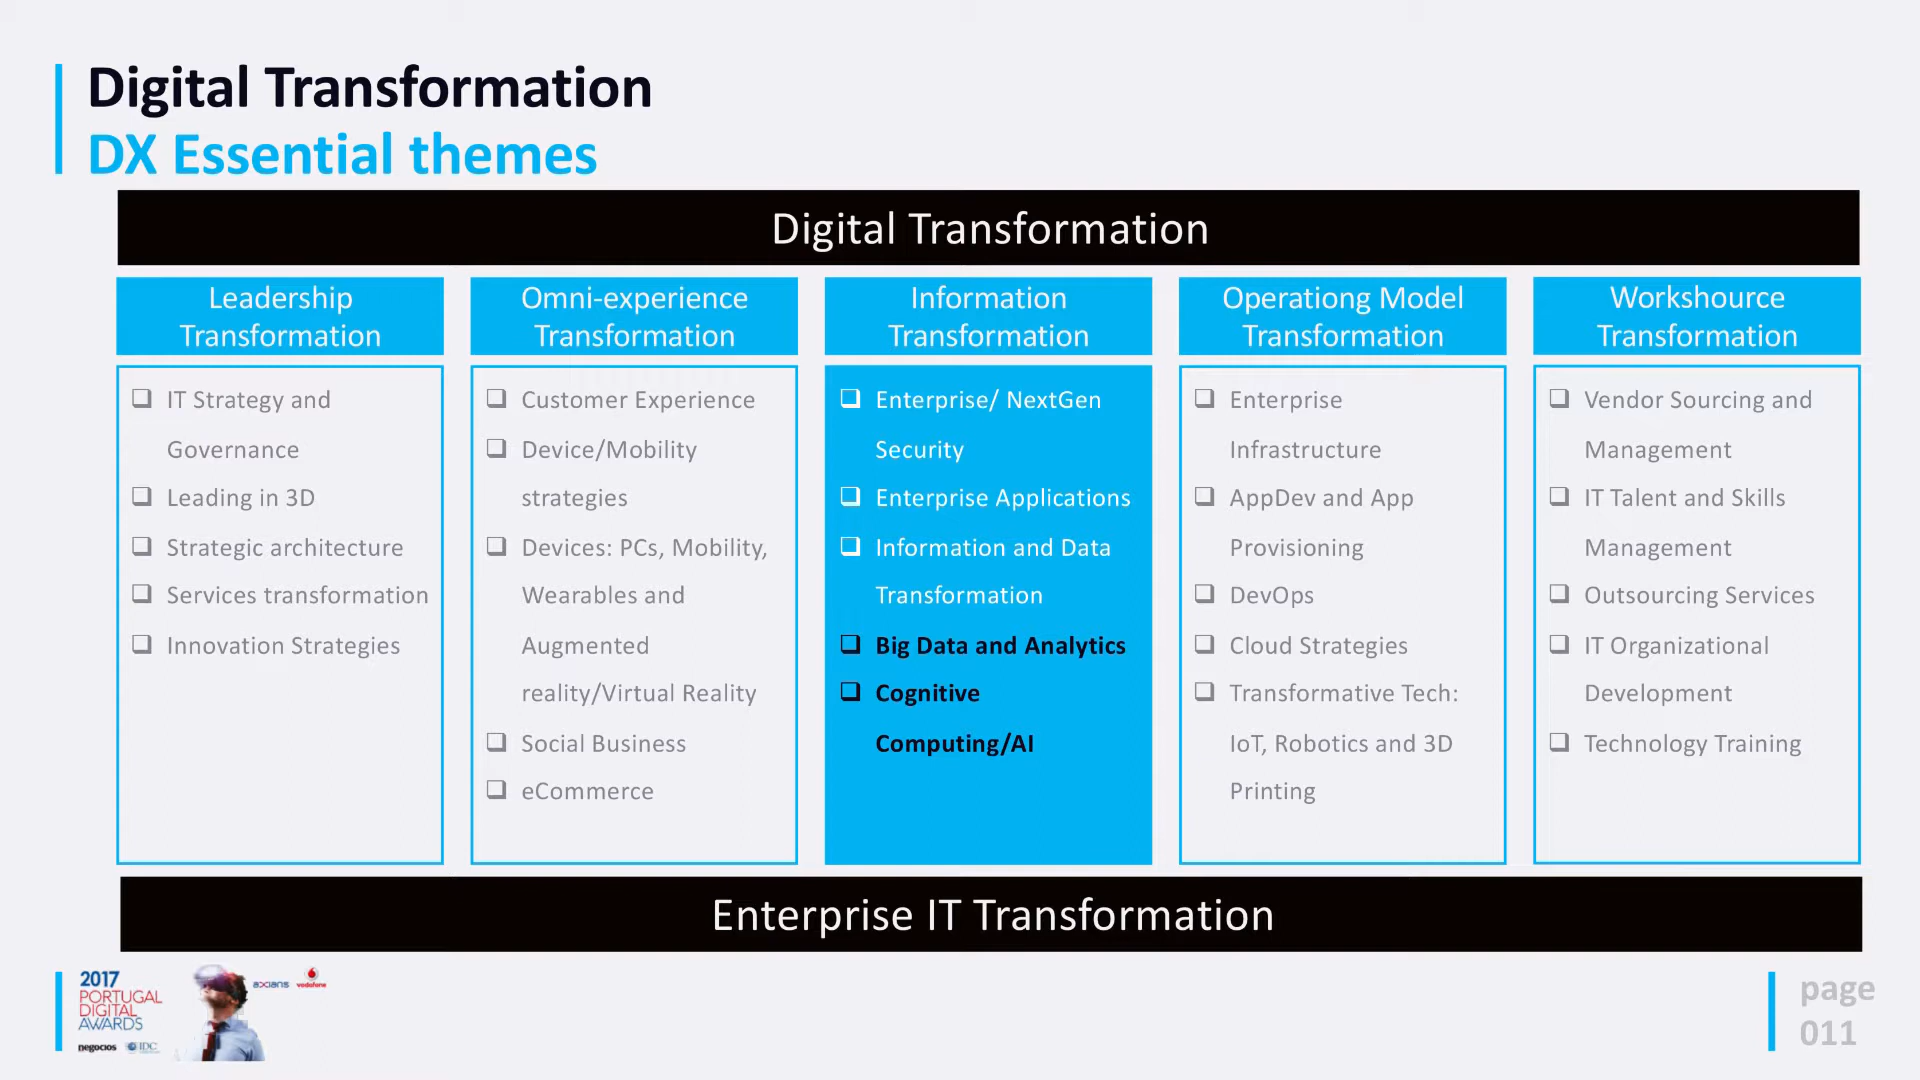 Digital Transformation
DX Essential themes
Digital Transformation
Leadership
Transformation
IT Strategy and
Governance
Leading in 3D
Strategic architecture
Services transformation
Innovation Strategies
Omni-experience
Transformation
Customer Experience
Device/Mobility
strategies
Devices: PCs, Mobility,
Wearables and
Augmented
reality/Virtual Reality
Social Business
eCommerce
Information
Transformation
Enterprise/ NextGen
Security
Enterprise Applications
Information and Data
Transformation
Big Data and Analytics
Cognitive
Computing/AI
Operationg Model
Transformation
Enterprise
Infrastructure
AppDev and App
Provisioning
DevOps
Cloud Strategies
Transformative Tech:
IoT, Robotics and 3D
Printing
Workshource
Transformation
Vendor Sourcing and
Management
IT Talent and Skills
Management
Outsourcing Services
IT Organizational
Development
Technology Training
Enterprise IT Transformation
2017
PORTUGAL
DIGITAL
AWARDS
negocios IDC
axians vodafone
page
011